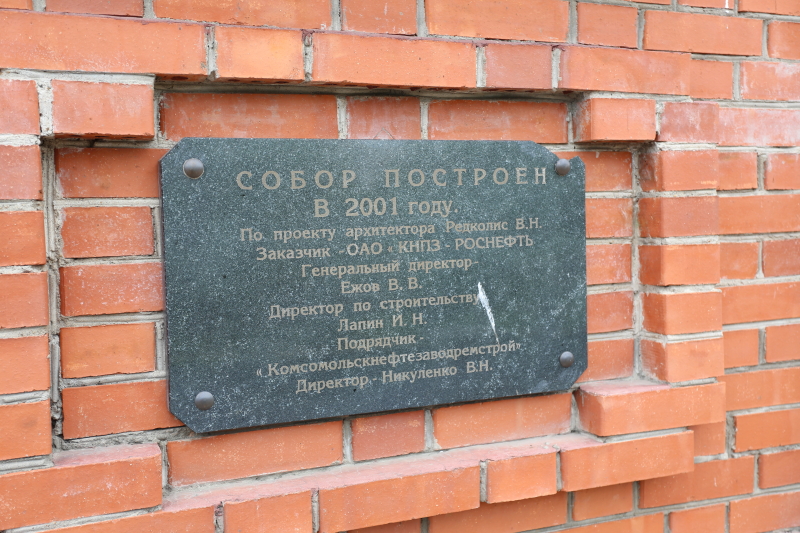 СОБОР ПОСТРОЕН
В 2001 году.
По проекту архитектора Редколис В.Н.
Заказчик - ОАО « КНПЗ - РОСНЕФТЬ
Генеральный директор-
Ежов В. В.
Директор по строительству
Лапин И. Н.
Подрядчик-
«Комсомольскнефтезаводремстрой"
Директор - Никуленко В.Н.